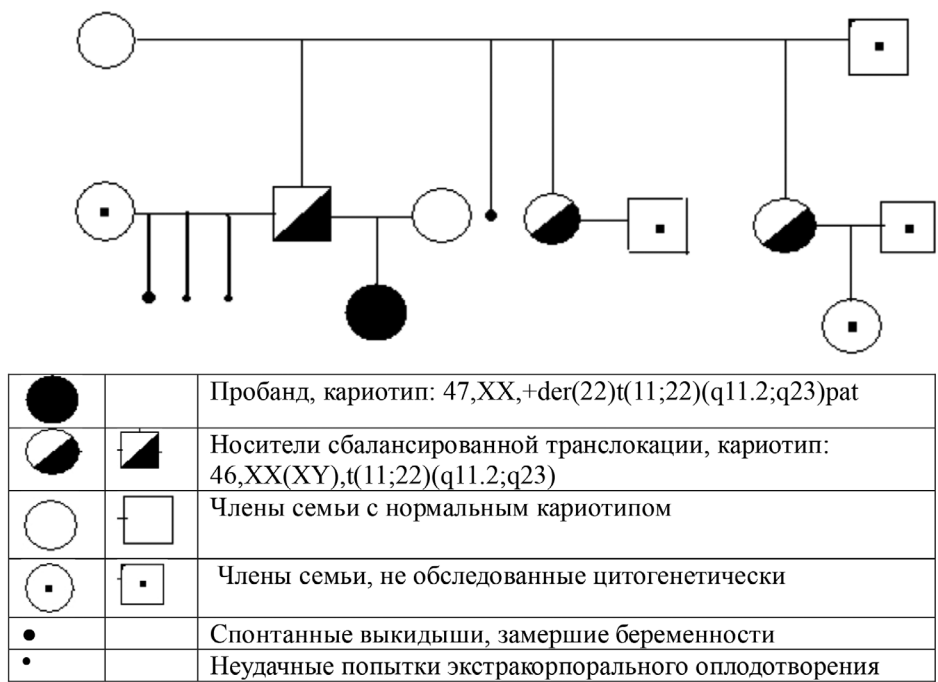 Пробанд, кариотип: 47,XX,+der(22)t(11;22)(q11.2;q23)pat
Носители сбалансированной транслокации, кариотип:
46,XX(XY),t(11;22)(q11.2;q23)
Члены семьи с нормальным кариотипом
Члены семьи, не обследованные цитогенетически
Спонтанные выкидыши, замершие беременности
Неудачные попытки экстракорпорального оплодотворения